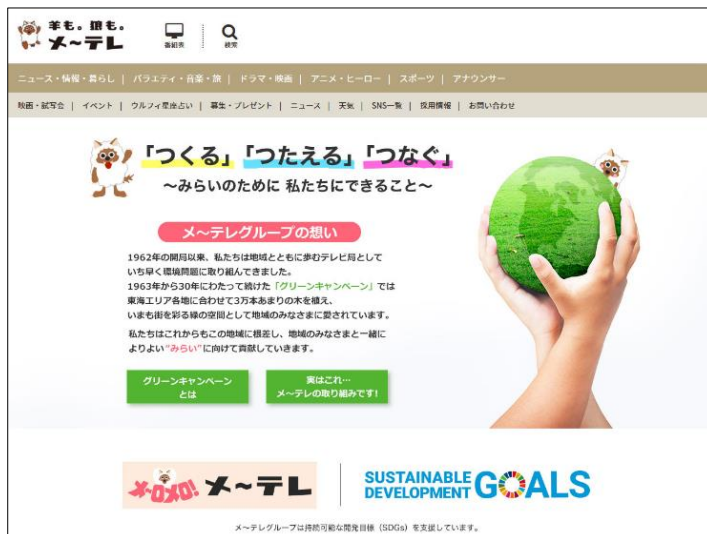 羊も。狼も。
メ~テレ
番組表
検索
ニュース・情報・暮らし | バラエティ・音楽・旅 | ドラマ・映画 | アニメ・ヒーロー | スポーツ | アナウンサー
映画・試写会 | イベント | ウルフィ星座占い | 募集・プレゼント | ニュース | 天気 | SNS一覧 | 採用情報 | お問い合わせ
「つくる」「つたえる」「つなぐ」
~みらいのために 私たちにできること~
メ~テレグループの想い
1962年の開局以来、私たちは地域とともに歩むテレビ局として
いち早く環境問題に取り組んできました。
1963年から30年にわたって続けた「グリーンキャンペーン」では
東海エリア各地に合わせて3万本あまりの木を植え、
いまも街を彩る緑の空間として地域のみなさまに愛されています。
私たちはこれからもこの地域に根差し、地域のみなさまと一緒に
よりよい“みらい”に向けて貢献していきます。
グリーンキャンペーン
とは
実はこれ…
メ~テレの取り組みです!
メ~テレ
SUSTAINABLE
DEVELOPMENT GOALS
メ~テレグループは持続可能な開発目標(SDGs)を支援しています。